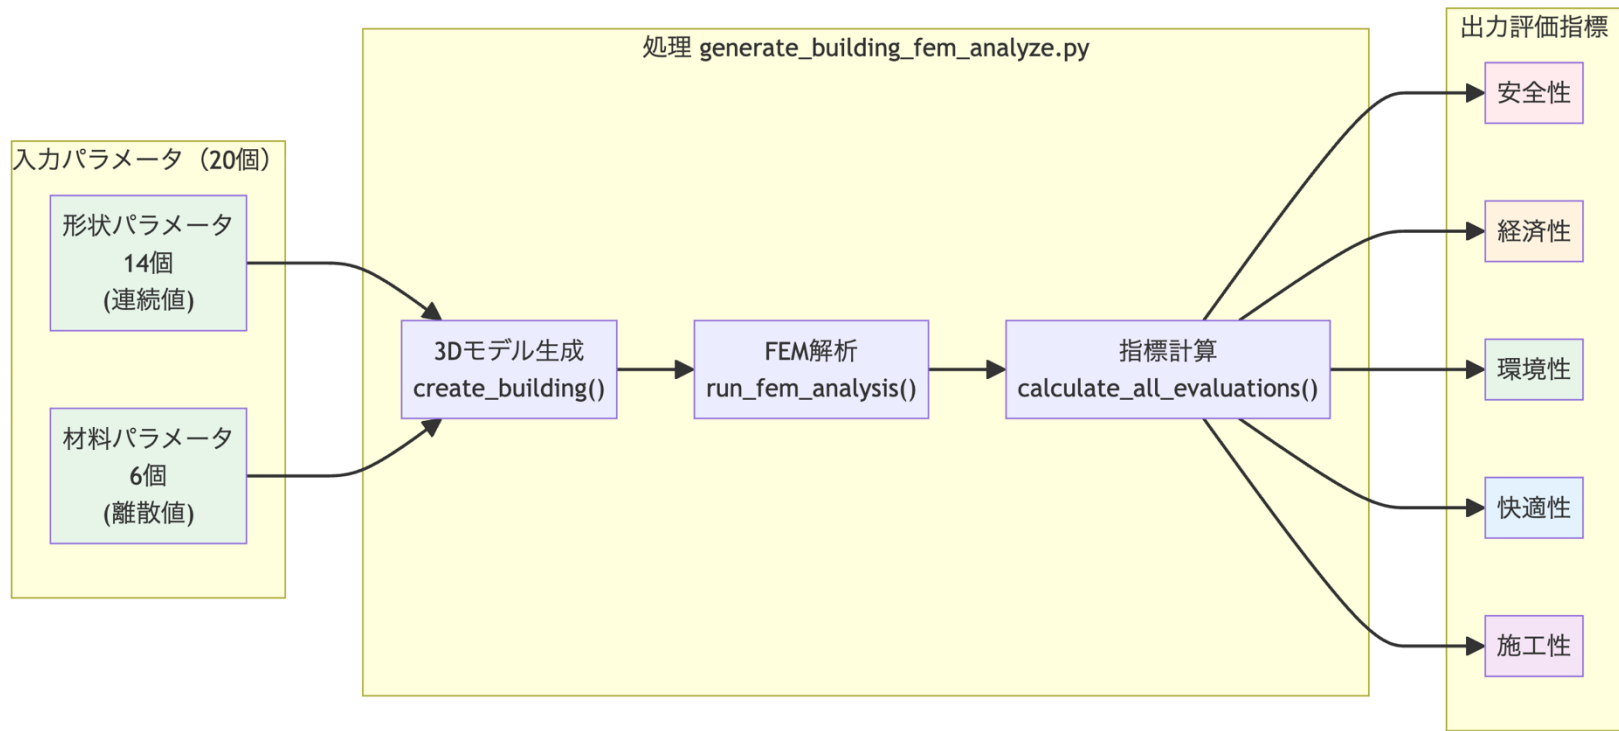 入力パラメータ（20個）
形状パラメータ
14個
(連続値)
材料パラメータ
6個
(離散値)
処理 generate_building_fem_analyze.py
3Dモデル生成
create_building()
FEM解析
run_fem_analysis()
指標計算
calculate_all_evaluations()
出力評価指標
安全性
経済性
環境性
快適性
施工性